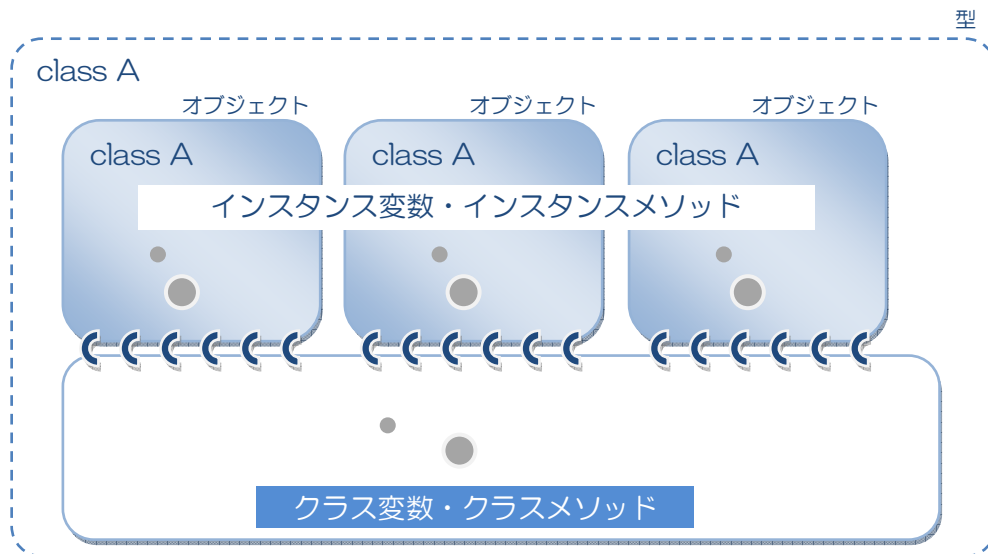 型
class A
オブジェクト
オブジェクト
オブジェクト
class A
class A
class A
インスタンス変数・インスタンスメソッド
クラス変数・クラスメソッド